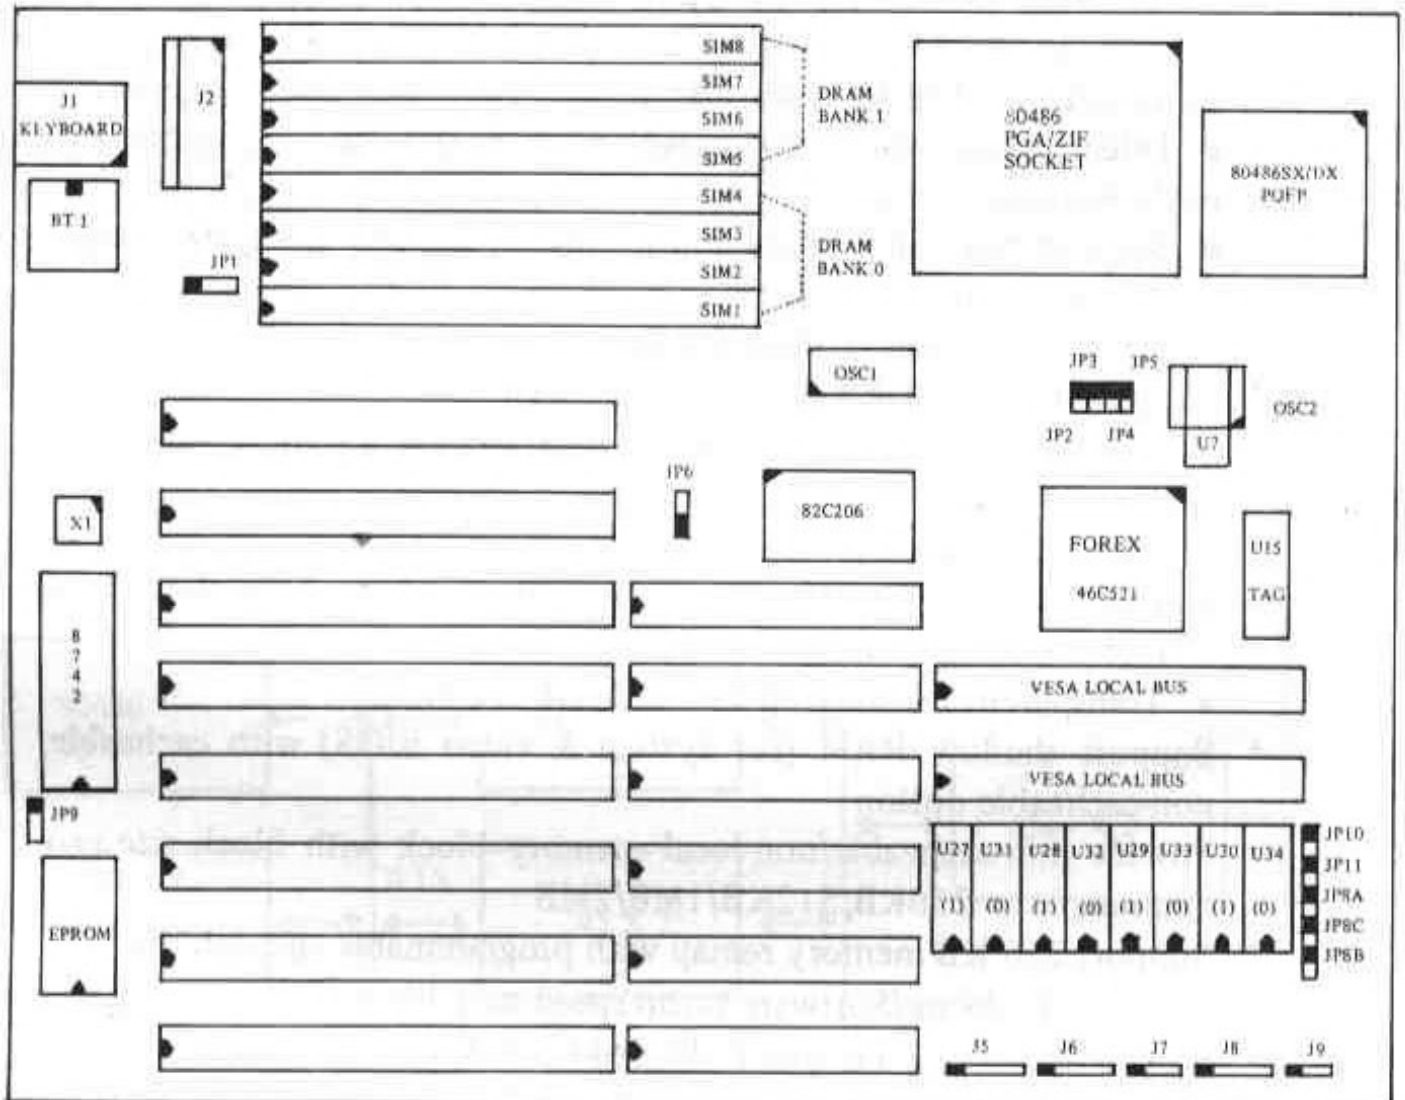 SIM8
SIM7
SIM6
SIM5
SIM4
SIM3
SIM2
SIM1
DRAM
BANK 1
DRAM
BANK 0
J1
KEYBOARD
J2
BT 1
JP1
80486
PGA/ZIF
SOCKET
80486SX/DX
PQFP
OSC1
JP3
JP5
JP2
JP4
U7
OSC2
JP6
82C206
X1
FOREX
46C521
U15
TAG
8
7
4
2
VESA LOCAL BUS
VESA LOCAL BUS
JP9
EPROM
U27 U31 U28 U32 U29 U33 U30 U34
(1) (0) (1) (0) (1) (0) (1) (0)
JP10
JP11
JP8A
JP8C
JP8B
J5
J6
J7
J8
J9